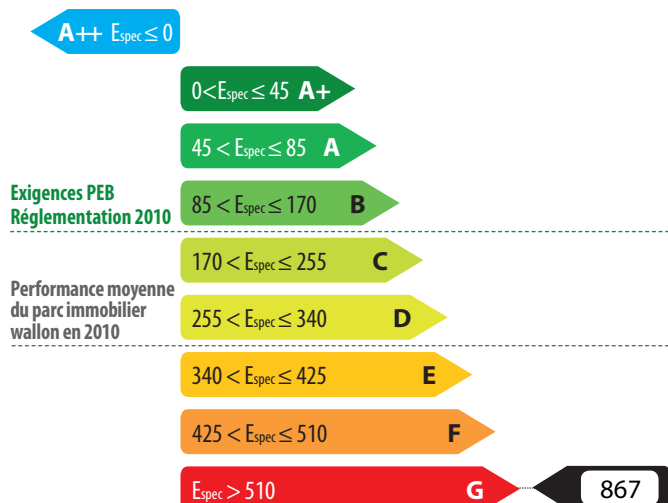 A++ Espec ≤ 0
0<Espec ≤ 45 A+
45 < Espec ≤ 85 A
Exigences PEB
Réglementation 2010
85 < Espec ≤ 170 B
170 < Espec ≤ 255 C
Performance moyenne
du parc immobilier
wallon en 2010
255 < Espec ≤ 340 D
340 < Espec ≤ 425 E
425 < Espec ≤ 510 F
Espec > 510 G 867